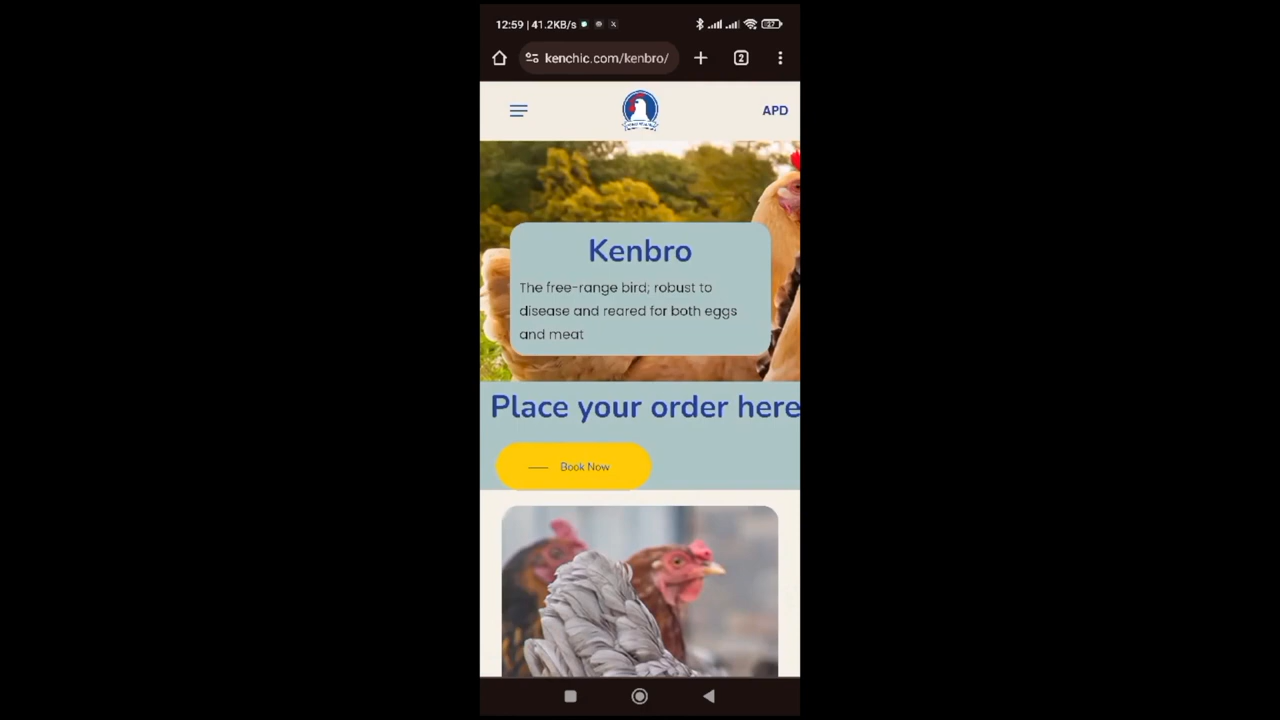 12:59 | 41.2KB/s
27
kenchic.com/kenbro/
2
APD
Kenbro
The free-range bird; robust to
disease and reared for both eggs
and meat
Place your order here
Book Now